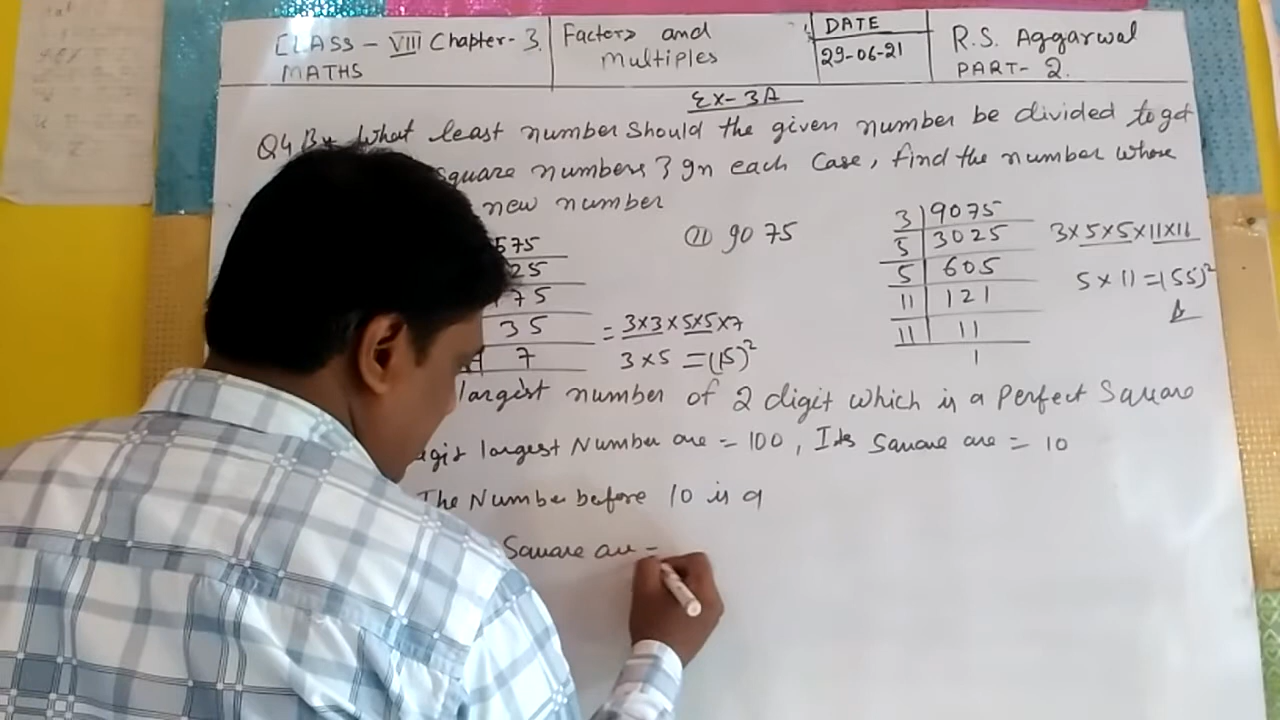 CLASS - VIII Chapter - 3
MATHS
Factors and
Multiples
DATE
29-06-21
R.S. Aggarwal
PART - 2.
Ex - 3A
Q4 By what least number should the given number be divided to get
square numbers? In each case, find the number whose
new number
575
25
75
35
7
= 3×3×5×5×7
3×5 = (15)²
(II) 9075
3 | 9075
5 | 3025
5 | 605
11 | 121
11 | 11
1
3×5×5×11×11
5×11 = (55)²
largest number of 2 digit which is a Perfect Square
git largest Number are = 100, Its Square are = 10
The Number before 10 is 9
Square are =